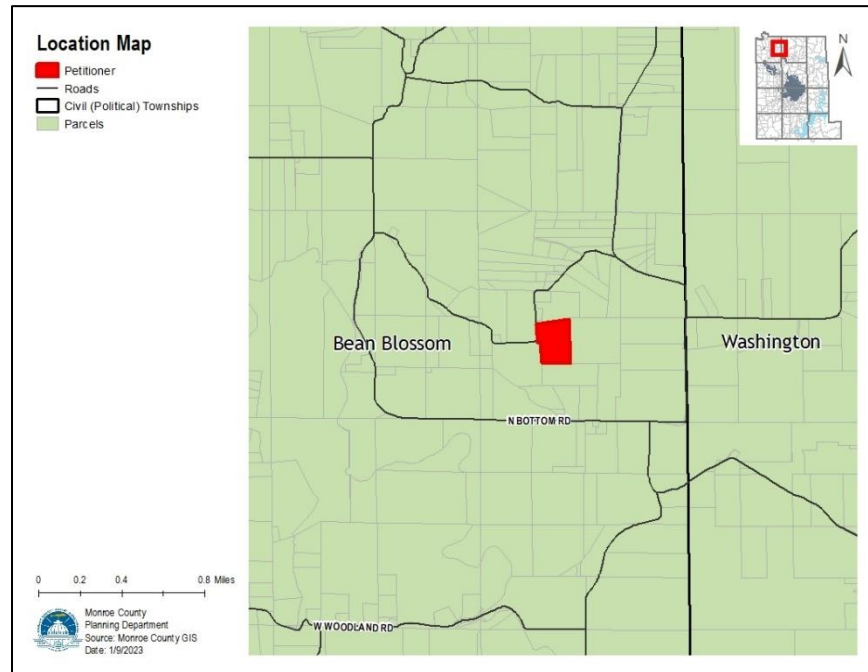 Location Map
Petitioner
Roads
Civil (Political) Townships
Parcels
N
Bean Blossom
Washington
N BOTTOM RD
0 0.2 0.4 0.8 Miles
Monroe County
Planning Department
Source: Monroe County GIS
Date: 1/9/2023
W WOODLAND RD